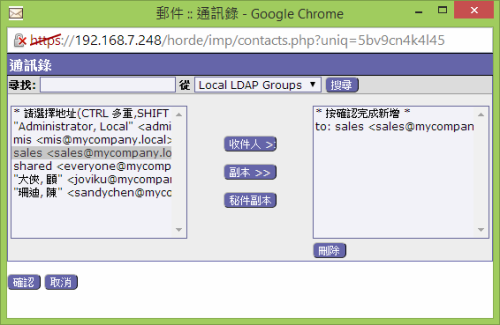 郵件 :: 通訊錄 - Google Chrome
https://192.168.7.248/horde/imp/contacts.php?uniq=5bv9cn4k4l45
通訊錄
尋找: 從 Local LDAP Groups 搜尋
* 請選擇地址(CTRL 多重,SHIFT
"Administrator, Local" <admi
mis <mis@mycompany.local>
sales <sales@mycompany.lo
shared <everyone@mycompa
"大俠, 顧" <joviku@mycompan
"珊迪, 陳" <sandychen@myco
收件人 >>
副本 >>
秘件副本
* 按確認完成新增 *
to: sales <sales@mycompan
刪除
確認 取消